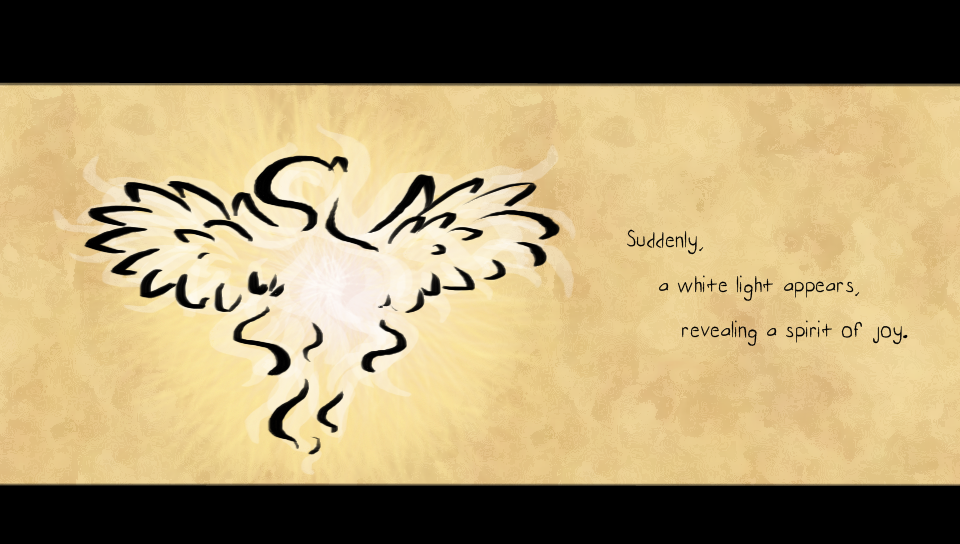 Suddenly,
a white light appears,
revealing a spirit of joy.